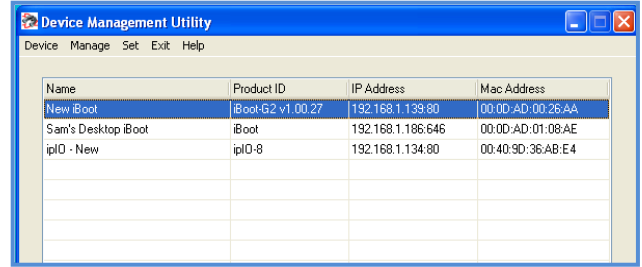 Device Management Utility
Device Manage Set Exit Help
Name Product ID IP Address Mac Address
New iBoot iBoot-G2 v1.00.27 192.168.1.139:80 00:0D:AD:00:26:AA
Sam's Desktop iBoot iBoot 192.168.1.186:646 00:0D:AD:01:08:AE
ipIO - New ipIO-8 192.168.1.134:80 00:40:9D:36:AB:E4